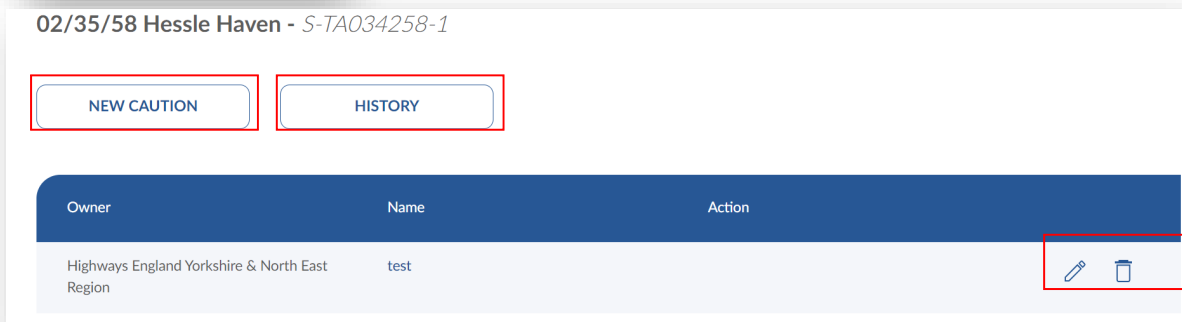 02/35/58 Hessle Haven - S-TA034258-1
NEW CAUTION HISTORY
Owner Name Action
Highways England Yorkshire & North East test
Region